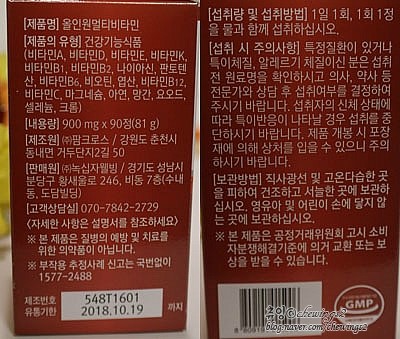 [제품명] 올인원멀티비타민
[제품의 유형] 건강기능식품
(비타민A, 비타민D, 비타민E, 비타민K,
비타민B1, 비타민B2, 나이아신, 판토텐
산, 비타민B6, 비오틴, 엽산, 비타민B12,
비타민C, 마그네슘, 아연, 망간, 요오드,
셀레늄, 크롬)
[내용량] 900 mg x 90정(81 g)
[제조원] ㈜팜크로스 / 강원도 춘천시
동내면 거두단지2길 50
[판매원] ㈜녹십자웰빙 / 경기도 성남시
분당구 황새울로 246, 비동 7층(수내
동, 도담빌딩)
[고객상담실] 070-7842-2729
(자세한 사항은 설명서를 참조하세요)
※ 본 제품은 질병의 예방 및 치료를
위한 의약품이 아닙니다.
※ 부작용 추정사례 신고는 국번없이
1577-2488
제조번호 548T1601
유통기한 2018.10.19 까지
[섭취량 및 섭취방법] 1일 1회, 1회 1정
을 물과 함께 섭취하십시오.
[섭취 시 주의사항] 특정질환이 있거나
특이체질, 알레르기 체질이신 분은 섭취
전 원료명을 확인하시고 의사, 약사 등
전문가와 상담 후 섭취여부를 결정하여
주시기 바랍니다. 섭취자의 신체 상태에
따라 특이반응이 나타날 경우 섭취를 중
단하시기 바랍니다. 제품 개봉 시 포장
재에 의해 상처를 입을 수 있으니 주의
하여 주십시오.
[보관방법] 직사광선 및 고온다습한 곳
을 피하여 건조하고 서늘한 곳에 보관하
십시오. 영유아 및 어린이 손에 닿지 않
는 곳에 보관하십시오.
※ 본 제품은 공정거래위원회 고시 소비
자분쟁해결기준에 의거 교환 또는 보
상을 받을 수 있습니다.
GMP
chewing12
blog.naver.com/chewing12